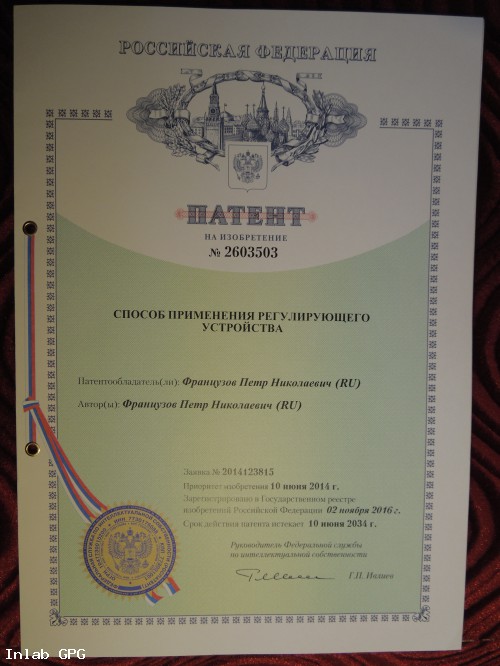 РОССИЙСКАЯ ФЕДЕРАЦИЯ
ПАТЕНТ
НА ИЗОБРЕТЕНИЕ
№ 2603503
СПОСОБ ПРИМЕНЕНИЯ РЕГУЛИРУЮЩЕГО
УСТРОЙСТВА
Патентообладатель(ли): Французов Петр Николаевич (RU)
Автор(ы): Французов Петр Николаевич (RU)
Заявка № 2014123815
Приоритет изобретения 10 июня 2014 г.
Зарегистрировано в Государственном реестре
изобретений Российской Федерации 02 ноября 2016 г.
Срок действия патента истекает 10 июня 2034 г.
Руководитель Федеральной службы
по интеллектуальной собственности
Г.П. Ивлиев
Inlab GPG